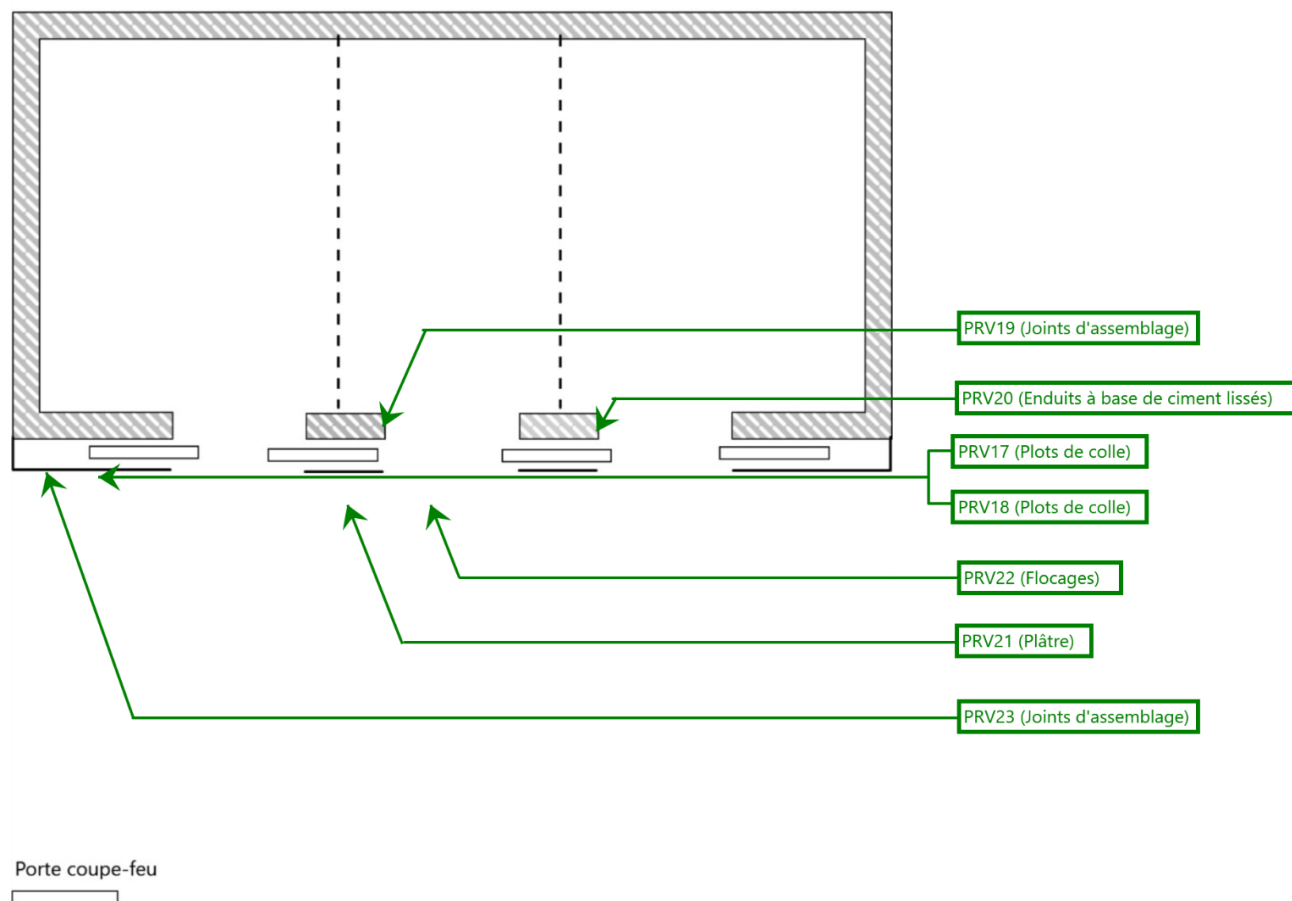 PRV19 (Joints d'assemblage)
PRV20 (Enduits à base de ciment lissés)
PRV17 (Plots de colle)
PRV18 (Plots de colle)
PRV22 (Flocages)
PRV21 (Plâtre)
PRV23 (Joints d'assemblage)
Porte coupe-feu